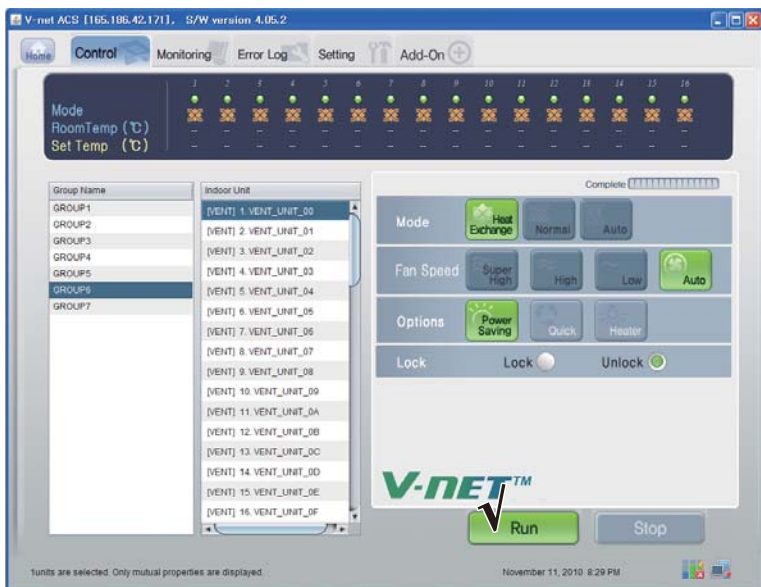 V-net ACS [165.186.42.171], S/W version 4.05.2
Home Control Monitoring Error Log Setting Add-On
1 2 3 4 5 6 7 8 9 10 11 12 13 14 15 16
Mode
RoomTemp (℃) -- -- -- -- -- -- -- -- -- -- -- -- -- -- -- --
Set Temp (℃) -- -- -- -- -- -- -- -- -- -- -- -- -- -- -- --
Group Name
GROUP1
GROUP2
GROUP3
GROUP4
GROUP5
GROUP6
GROUP7
Indoor Unit
[VENT] 1. VENT_UNIT_00
[VENT] 2. VENT_UNIT_01
[VENT] 3. VENT_UNIT_02
[VENT] 4. VENT_UNIT_03
[VENT] 5. VENT_UNIT_04
[VENT] 6. VENT_UNIT_05
[VENT] 7. VENT_UNIT_06
[VENT] 8. VENT_UNIT_07
[VENT] 9. VENT_UNIT_08
[VENT] 10. VENT_UNIT_09
[VENT] 11. VENT_UNIT_0A
[VENT] 12. VENT_UNIT_0B
[VENT] 13. VENT_UNIT_0C
[VENT] 14. VENT_UNIT_0D
[VENT] 15. VENT_UNIT_0E
[VENT] 16. VENT_UNIT_0F
Complete
Mode Heat Exchange Normal Auto
Fan Speed Super High High Low Auto
Options Power Saving Quick Heater
Lock Lock Unlock
V-NET™
Run Stop
1units are selected. Only mutual properties are displayed.
November 11, 2010 8:29 PM